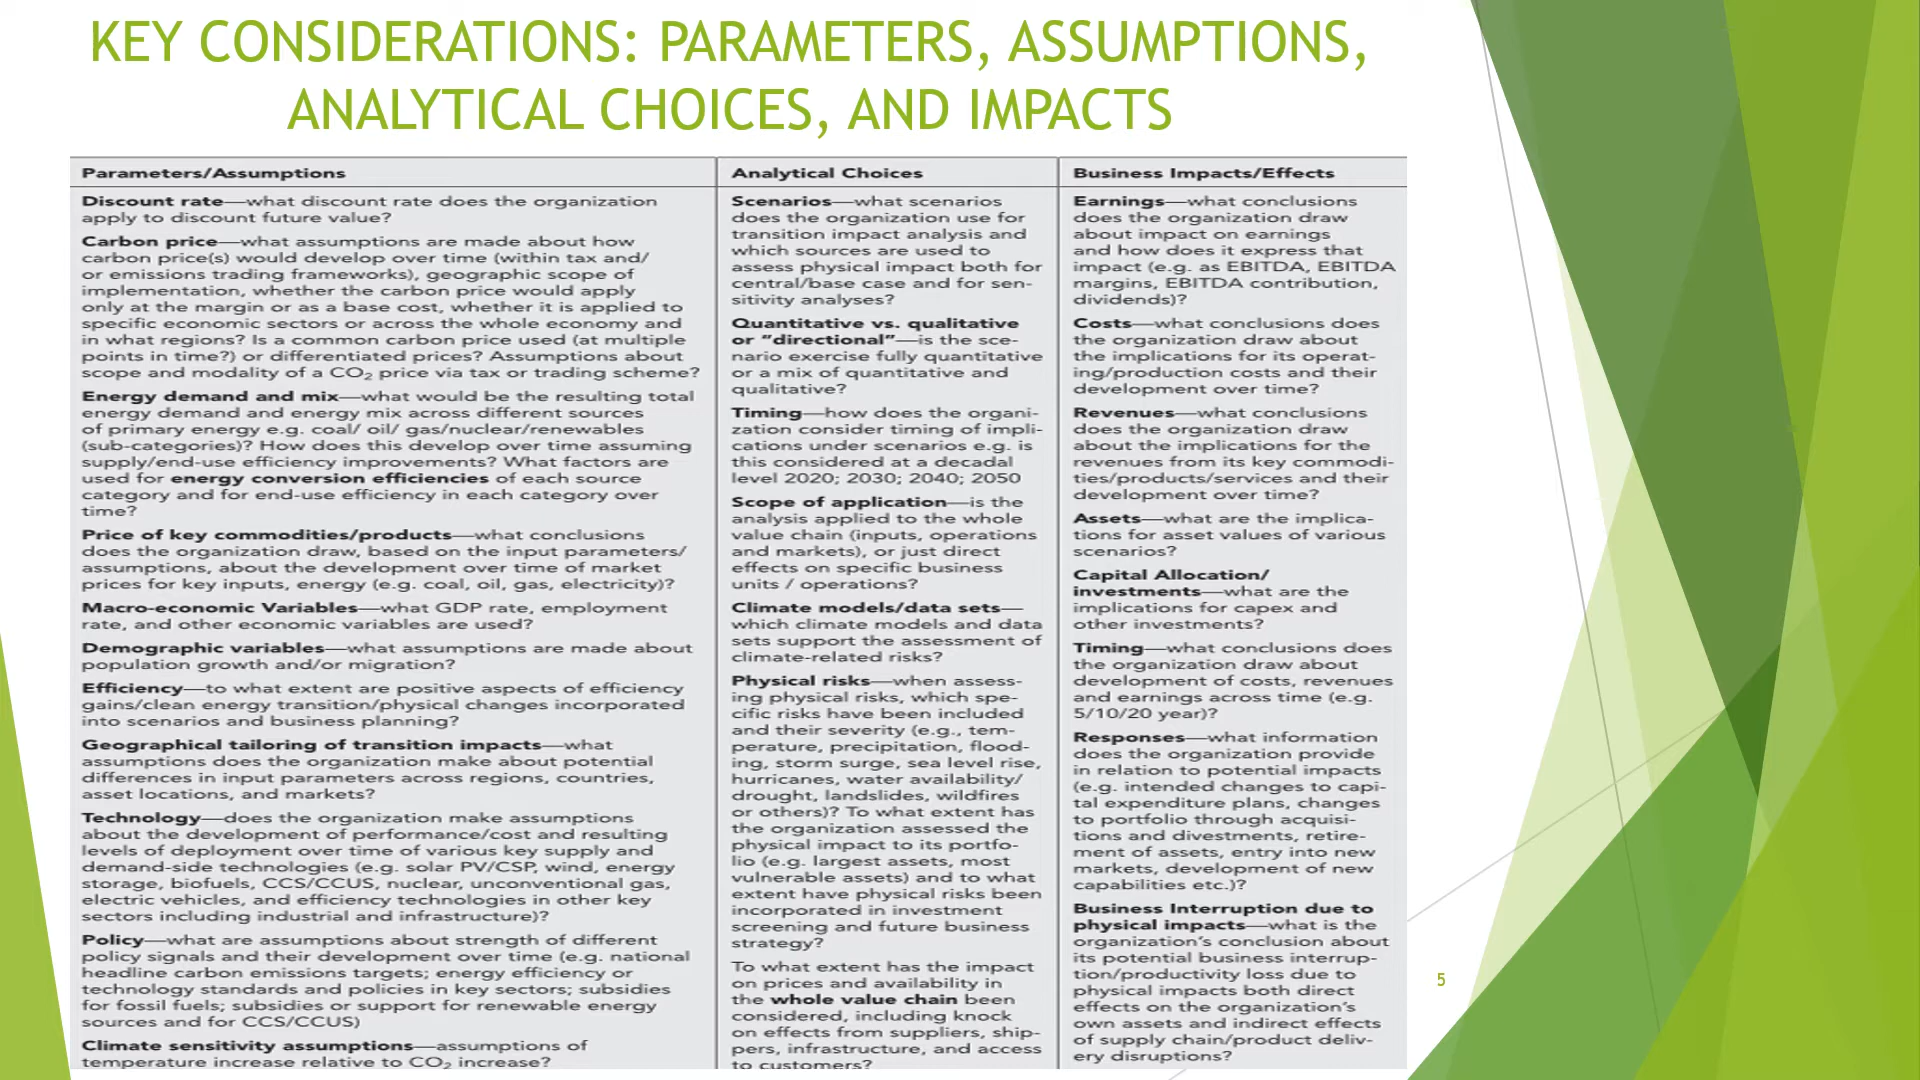 KEY CONSIDERATIONS: PARAMETERS, ASSUMPTIONS,
ANALYTICAL CHOICES, AND IMPACTS
Parameters/Assumptions
Discount rate—what discount rate does the organization
apply to discount future value?
Carbon price—what assumptions are made about how
carbon price(s) would develop over time (within tax and/
or emissions trading frameworks), geographic scope of
implementation, whether the carbon price would apply
only at the margin or as a base cost, whether it is applied to
specific economic sectors or across the whole economy and
in what regions? Is a common carbon price used (at multiple
points in time?) or differentiated prices? Assumptions about
scope and modality of a CO₂ price via tax or trading scheme?
Energy demand and mix—what would be the resulting total
energy demand and energy mix across different sources
of primary energy e.g. coal/ oil/ gas/nuclear/renewables
(sub-categories)? How does this develop over time assuming
supply/end-use efficiency improvements? What factors are
used for energy conversion efficiencies of each source
category and for end-use efficiency in each category over
time?
Price of key commodities/products—what conclusions
does the organization draw, based on the input parameters/
assumptions, about the development over time of market
prices for key inputs, energy (e.g. coal, oil, gas, electricity)?
Macro-economic Variables—what GDP rate, employment
rate, and other economic variables are used?
Demographic variables—what assumptions are made about
population growth and/or migration?
Efficiency—to what extent are positive aspects of efficiency
gains/clean energy transition/physical changes incorporated
into scenarios and business planning?
Geographical tailoring of transition impacts—what
assumptions does the organization make about potential
differences in input parameters across regions, countries,
asset locations, and markets?
Technology—does the organization make assumptions
about the development of performance/cost and resulting
levels of deployment over time of various key supply and
demand-side technologies (e.g. solar PV/CSP, wind, energy
storage, biofuels, CCS/CCUS, nuclear, unconventional gas,
electric vehicles, and efficiency technologies in other key
sectors including industrial and infrastructure)?
Policy—what are assumptions about strength of different
policy signals and their development over time (e.g. national
headline carbon emissions targets; energy efficiency or
technology standards and policies in key sectors; subsidies
for fossil fuels; subsidies or support for renewable energy
sources and for CCS/CCUS)
Climate sensitivity assumptions—assumptions of
temperature increase relative to CO₂ increase?
Analytical Choices
Scenarios—what scenarios
does the organization use for
transition impact analysis and
which sources are used to
assess physical impact both for
central/base case and for sen-
sitivity analyses?
Quantitative vs. qualitative
or “directional”—is the sce-
nario exercise fully quantitative
or a mix of quantitative and
qualitative?
Timing—how does the organi-
zation consider timing of impli-
cations under scenarios e.g. is
this considered at a decadal
level 2020; 2030; 2040; 2050
Scope of application—is the
analysis applied to the whole
value chain (inputs, operations
and markets), or just direct
effects on specific business
units / operations?
Climate models/data sets—
which climate models and data
sets support the assessment of
climate-related risks?
Physical risks—when assess-
ing physical risks, which spe-
cific risks have been included
and their severity (e.g., tem-
perature, precipitation, flood-
ing, storm surge, sea level rise,
hurricanes, water availability/
drought, landslides, wildfires
or others)? To what extent has
the organization assessed the
physical impact to its portfo-
lio (e.g. largest assets, most
vulnerable assets) and to what
extent have physical risks been
incorporated in investment
screening and future business
strategy?
To what extent has the impact
on prices and availability in
the whole value chain been
considered, including knock
on effects from suppliers, ship-
pers, infrastructure, and access
to customers?
Business Impacts/Effects
Earnings—what conclusions
does the organization draw
about impact on earnings
and how does it express that
impact (e.g. as EBITDA, EBITDA
margins, EBITDA contribution,
dividends)?
Costs—what conclusions does
the organization draw about
the implications for its operat-
ing/production costs and their
development over time?
Revenues—what conclusions
does the organization draw
about the implications for the
revenues from its key commodi-
ties/products/services and their
development over time?
Assets—what are the implica-
tions for asset values of various
scenarios?
Capital Allocation/
investments—what are the
implications for capex and
other investments?
Timing—what conclusions does
the organization draw about
development of costs, revenues
and earnings across time (e.g.
5/10/20 year)?
Responses—what information
does the organization provide
in relation to potential impacts
(e.g. intended changes to capi-
tal expenditure plans, changes
to portfolio through acquisi-
tions and divestments, retire-
ment of assets, entry into new
markets, development of new
capabilities etc.)?
Business Interruption due to
physical impacts—what is the
organization’s conclusion about
its potential business interrup-
tion/productivity loss due to
physical impacts both direct
effects on the organization’s
own assets and indirect effects
of supply chain/product deliv-
ery disruptions?
5